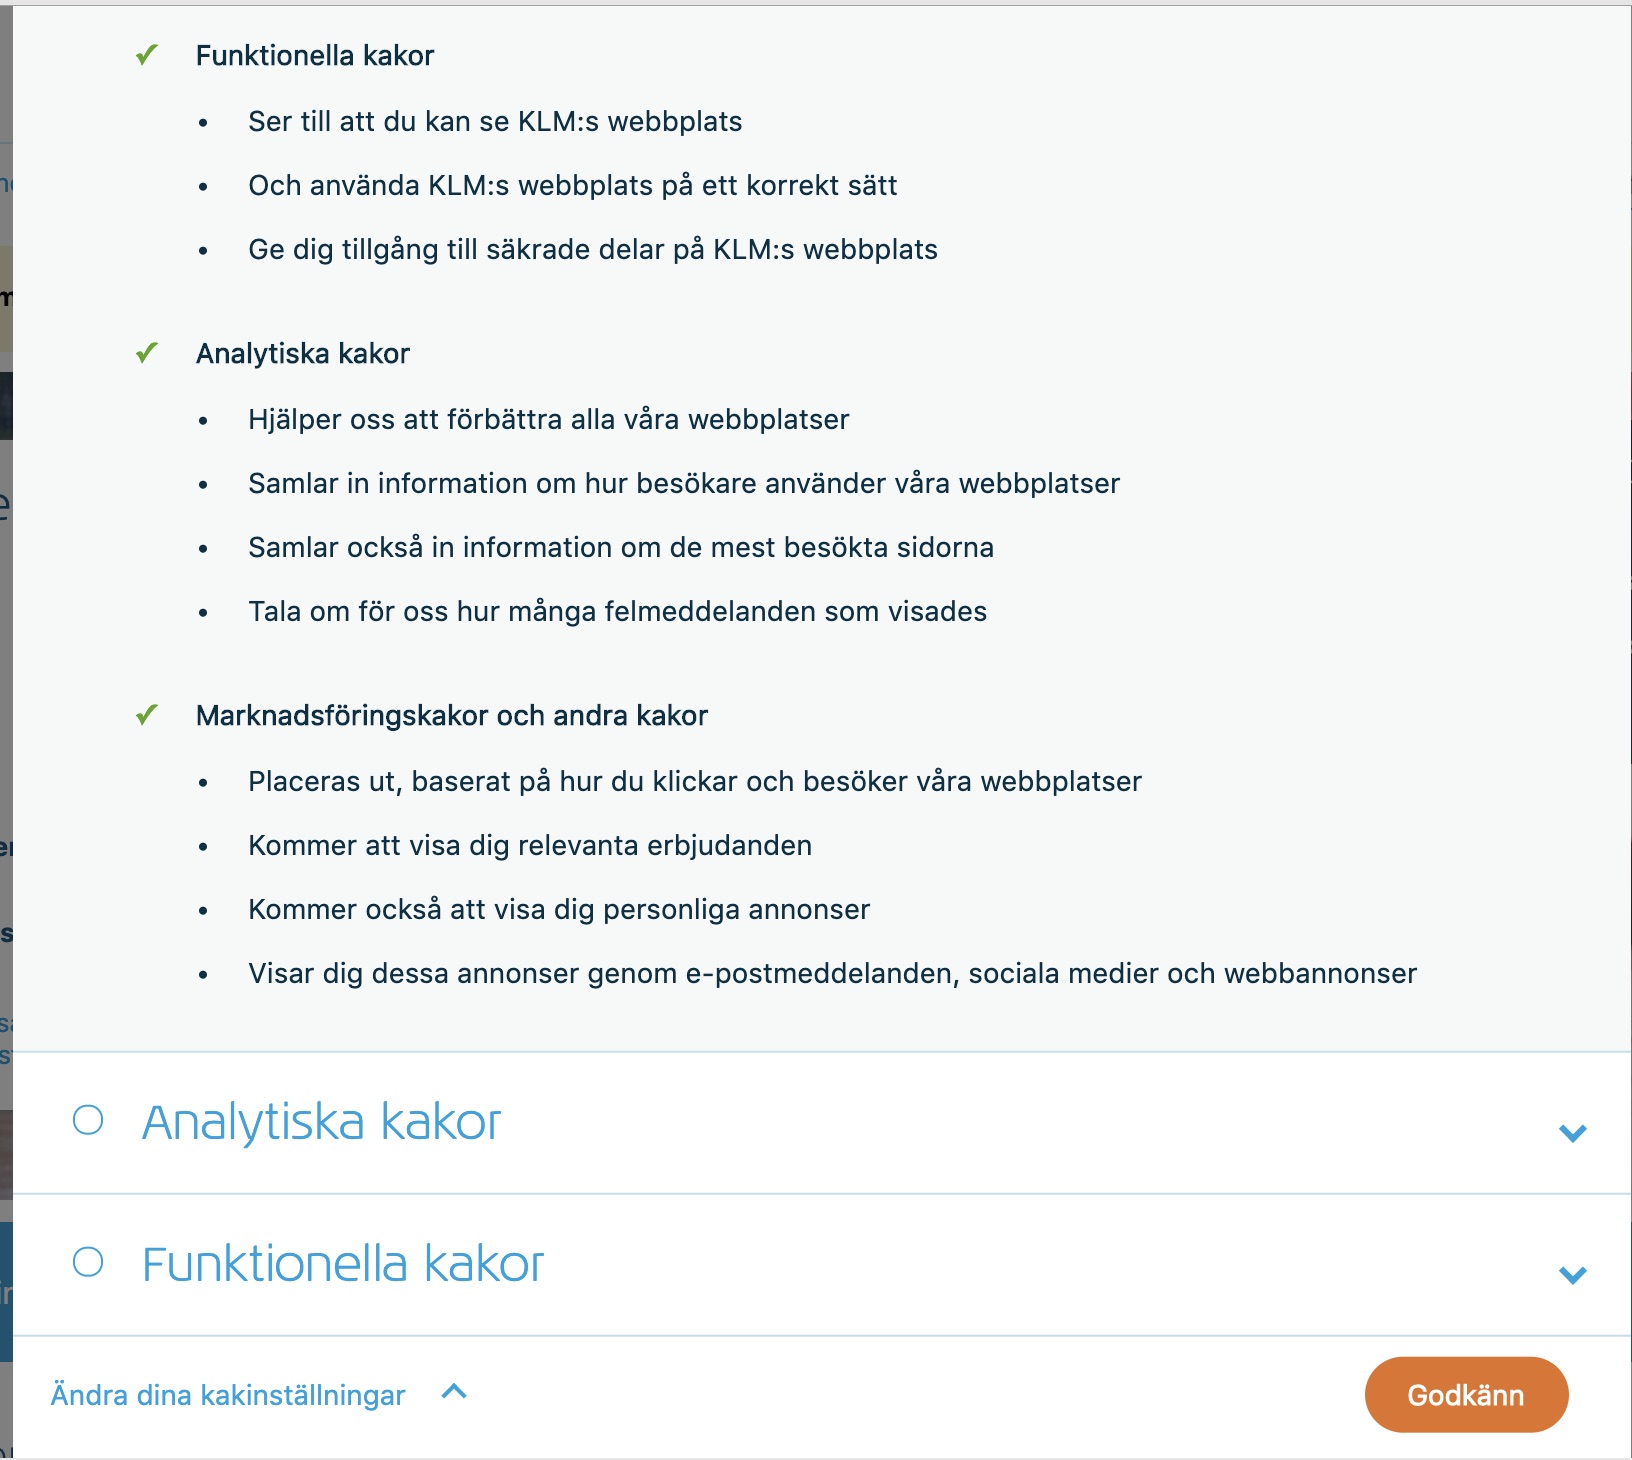 Funktionella kakor
Ser till att du kan se KLM:s webbplats
Och använda KLM:s webbplats på ett korrekt sätt
Ge dig tillgång till säkrade delar på KLM:s webbplats
Analytiska kakor
Hjälper oss att förbättra alla våra webbplatser
Samlar in information om hur besökare använder våra webbplatser
Samlar också in information om de mest besökta sidorna
Tala om för oss hur många felmeddelanden som visades
Marknadsföringskakor och andra kakor
Placeras ut, baserat på hur du klickar och besöker våra webbplatser
Kommer att visa dig relevanta erbjudanden
Kommer också att visa dig personliga annonser
Visar dig dessa annonser genom e-postmeddelanden, sociala medier och webbannonser
Analytiska kakor
Funktionella kakor
Ändra dina kakinställningar
Godkänn